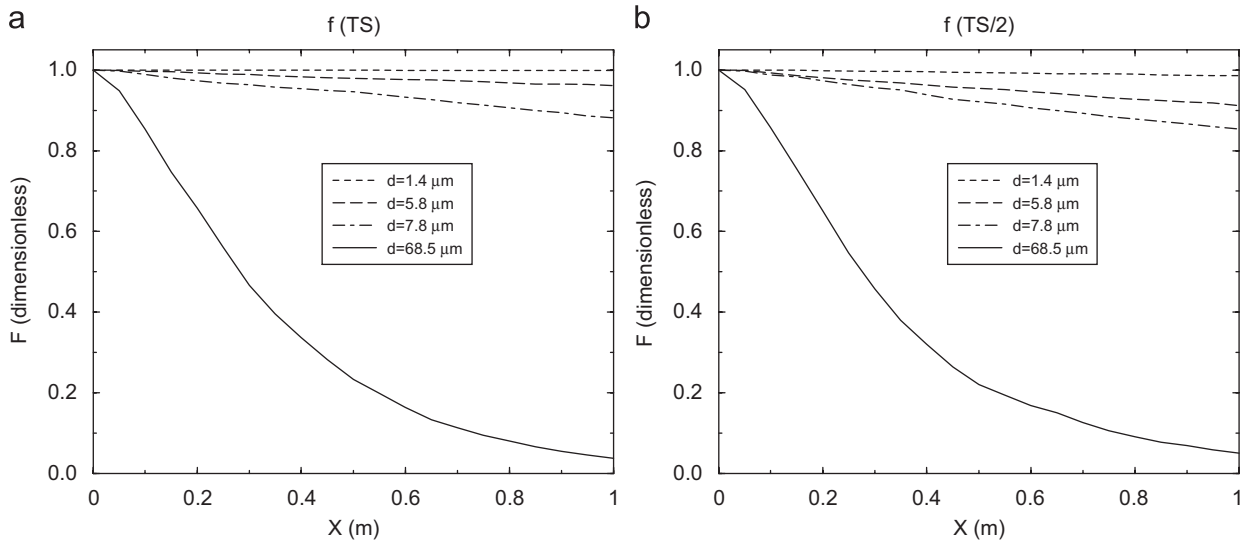 a
f (TS)
F (dimensionless)
1.0
0.8
0.6
0.4
0.2
0.0
d=1.4 μm
d=5.8 μm
d=7.8 μm
d=68.5 μm
0
0.2
0.4
0.6
0.8
1
X (m)
b
f (TS/2)
F (dimensionless)
1.0
0.8
0.6
0.4
0.2
0.0
d=1.4 μm
d=5.8 μm
d=7.8 μm
d=68.5 μm
0
0.2
0.4
0.6
0.8
1
X (m)